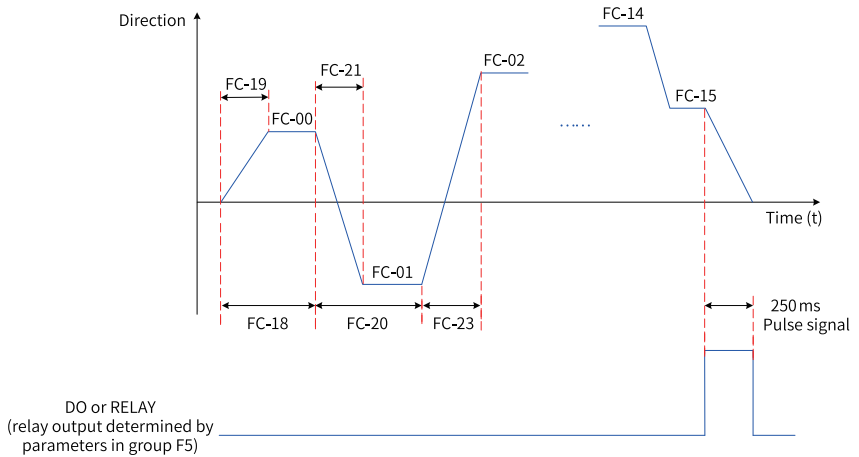 Direction
FC-14
FC-02
FC-21
FC-19
FC-15
FC-00
......
Time (t)
FC-01
250 ms
Pulse signal
FC-18
FC-20
FC-23
DO or RELAY
(relay output determined by
parameters in group F5)